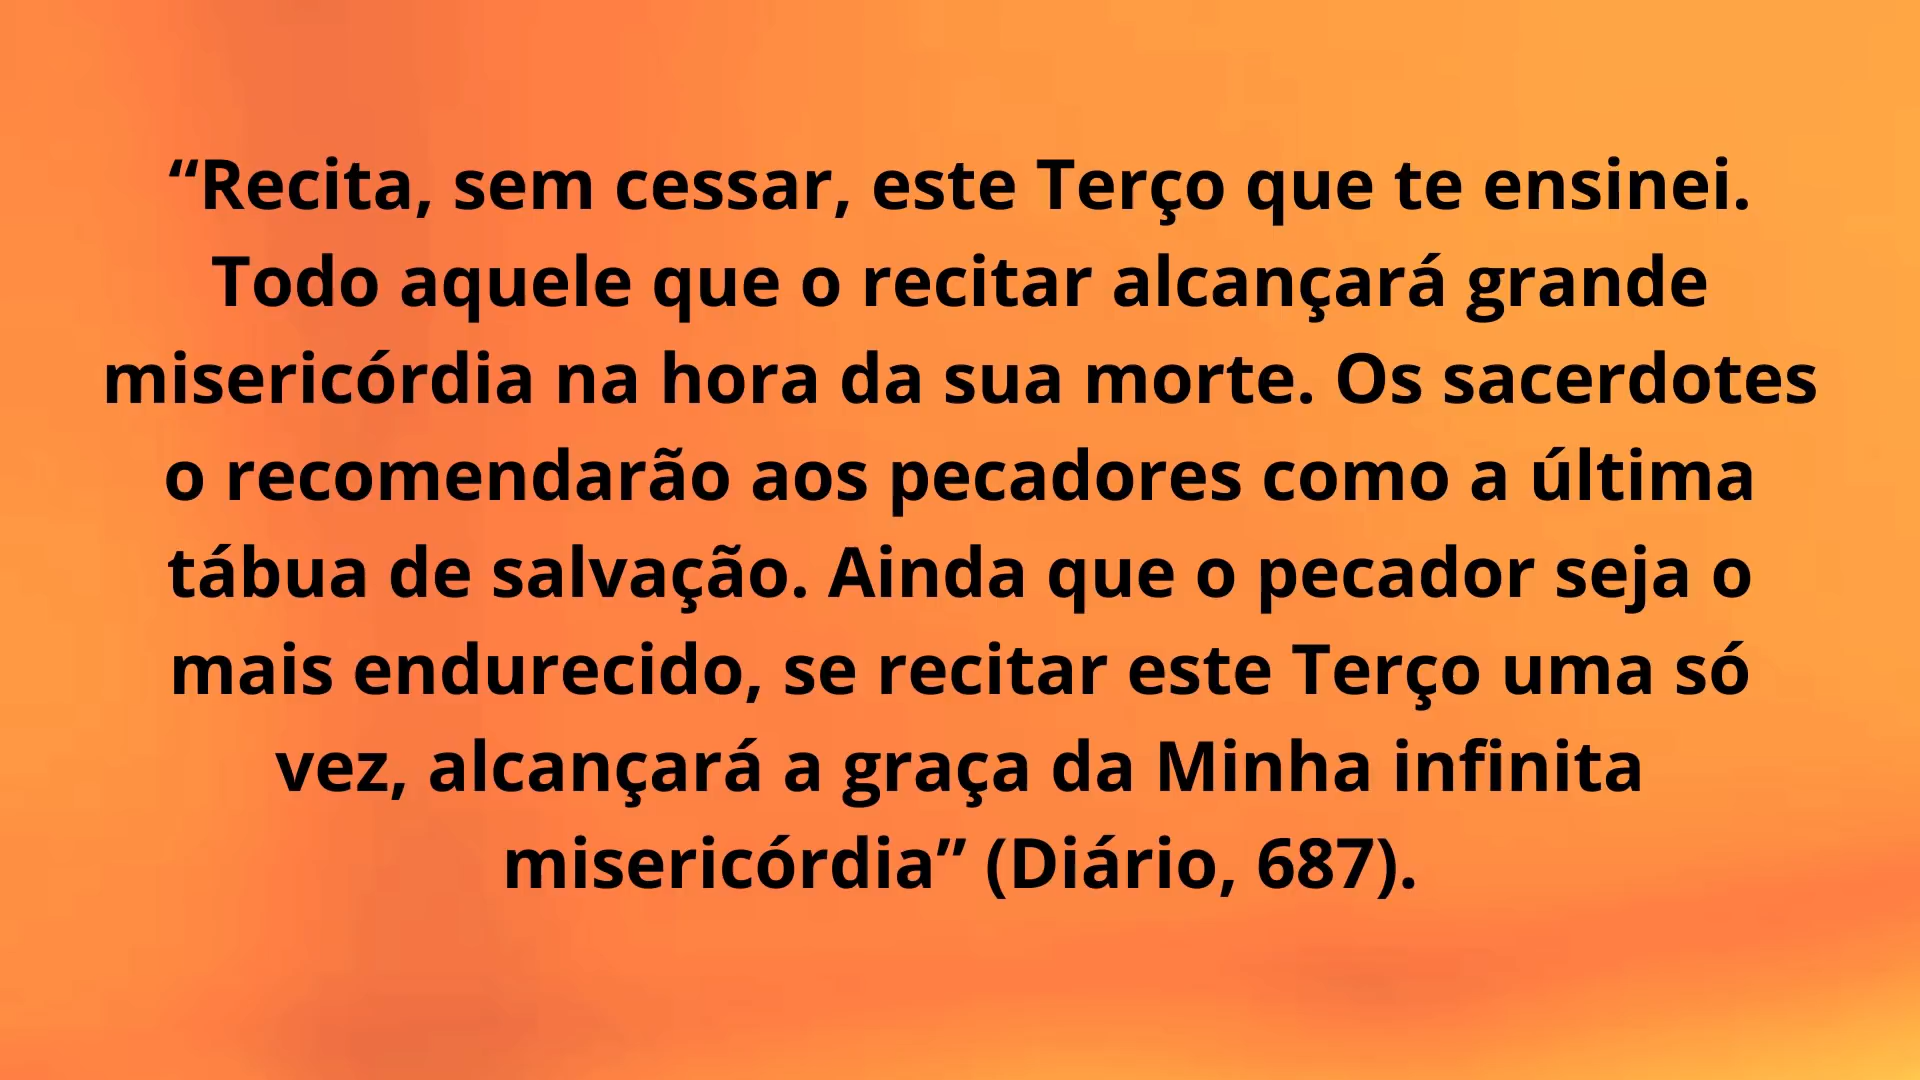 “Recita, sem cessar, este Terço que te ensinei.
Todo aquele que o recitar alcançará grande
misericórdia na hora da sua morte. Os sacerdotes
o recomendarão aos pecadores como a última
tábua de salvação. Ainda que o pecador seja o
mais endurecido, se recitar este Terço uma só
vez, alcançará a graça da Minha infinita
misericórdia” (Diário, 687).